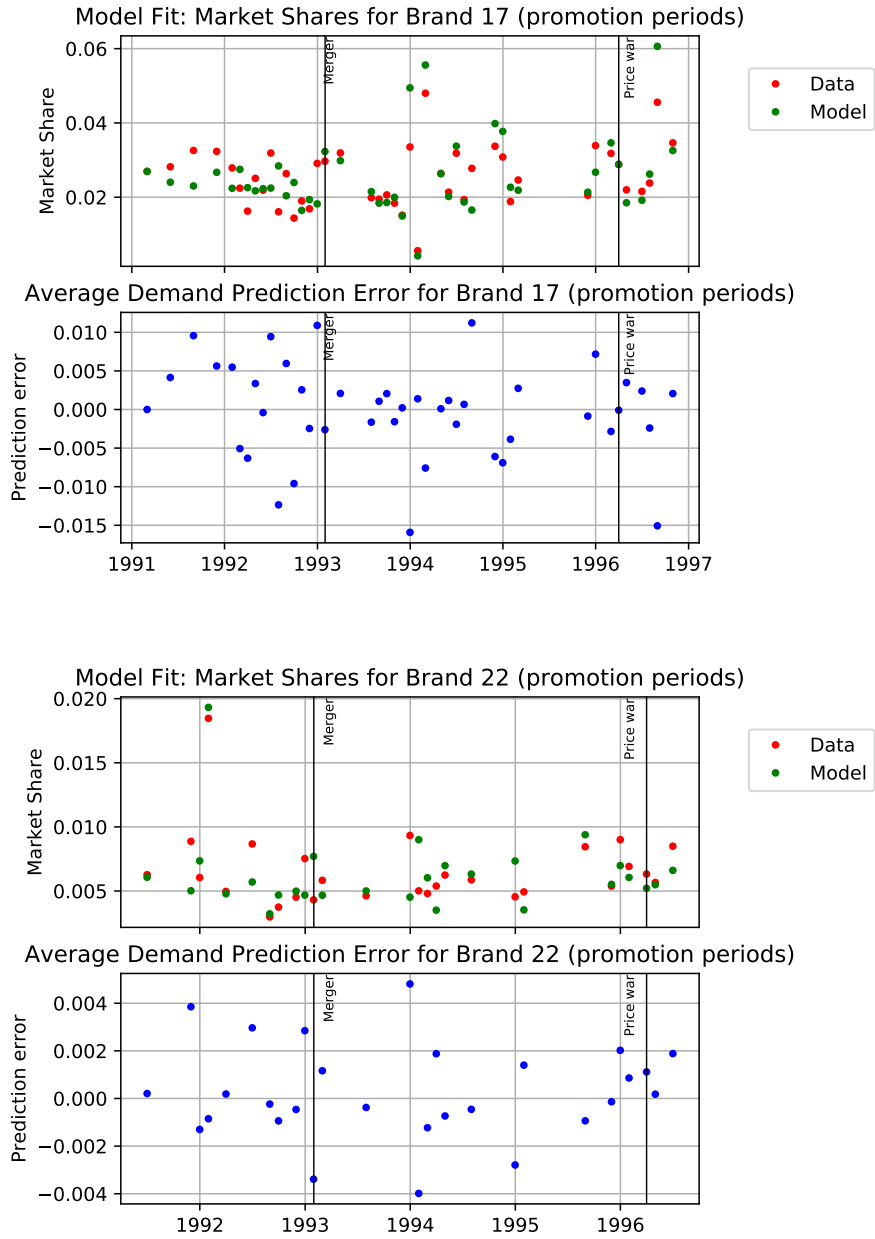 Model Fit: Market Shares for Brand 17 (promotion periods)
0.06
0.04
0.02
Market Share
Merger
Price war
Data
Model
Average Demand Prediction Error for Brand 17 (promotion periods)
0.010
0.005
0.000
−0.005
−0.010
−0.015
Prediction error
Merger
Price war
1991 1992 1993 1994 1995 1996 1997
Model Fit: Market Shares for Brand 22 (promotion periods)
0.020
0.015
0.010
0.005
Market Share
Merger
Price war
Data
Model
Average Demand Prediction Error for Brand 22 (promotion periods)
0.004
0.002
0.000
−0.002
−0.004
Prediction error
Merger
Price war
1992 1993 1994 1995 1996